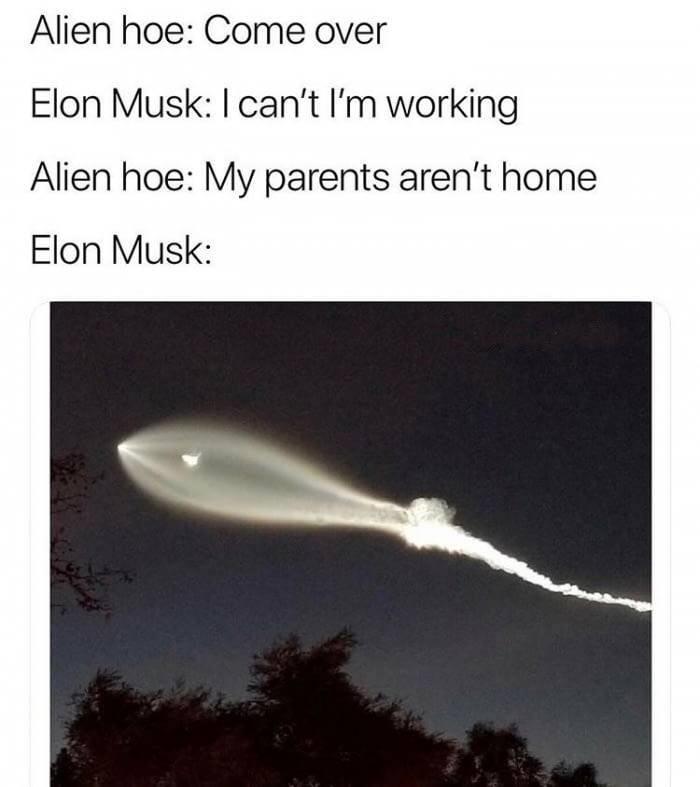 Alien hoe: Come over
Elon Musk: I can't I'm working
Alien hoe: My parents aren't home
Elon Musk: